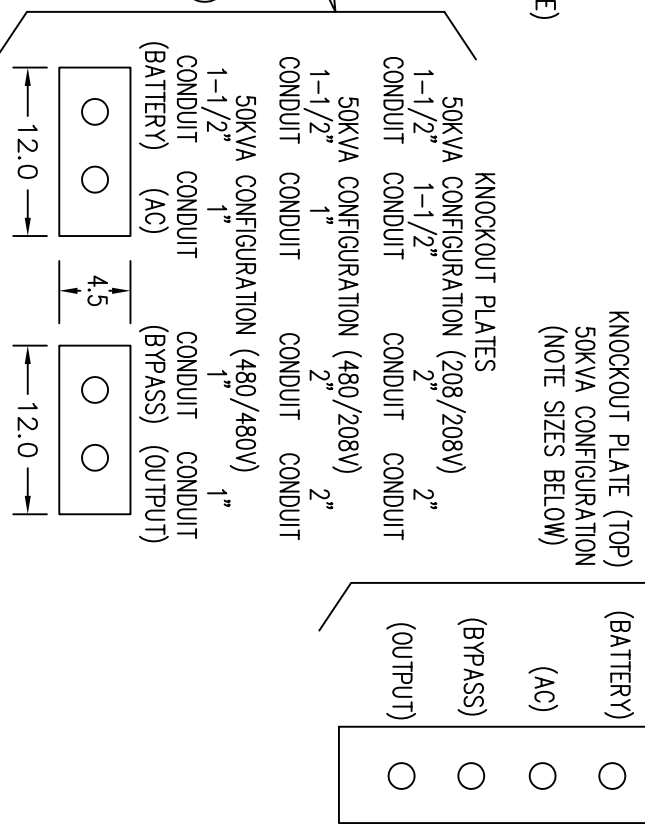 KNOCKOUT PLATE (TOP)
50KVA CONFIGURATION
(NOTE SIZES BELOW)
(BATTERY)
(AC)
(BYPASS)
(OUTPUT)
E)
KNOCKOUT PLATES
50KVA CONFIGURATION (208/208V)
1-1/2" 1-1/2" 2" 2"
CONDUIT CONDUIT CONDUIT CONDUIT
50KVA CONFIGURATION (480/208V)
1-1/2" 1" 2" 2"
CONDUIT CONDUIT CONDUIT CONDUIT
50KVA CONFIGURATION (480/480V)
1-1/2" 1" 1" 1"
CONDUIT CONDUIT CONDUIT CONDUIT
(BATTERY) (AC) (BYPASS) (OUTPUT)
4.5
12.0 12.0